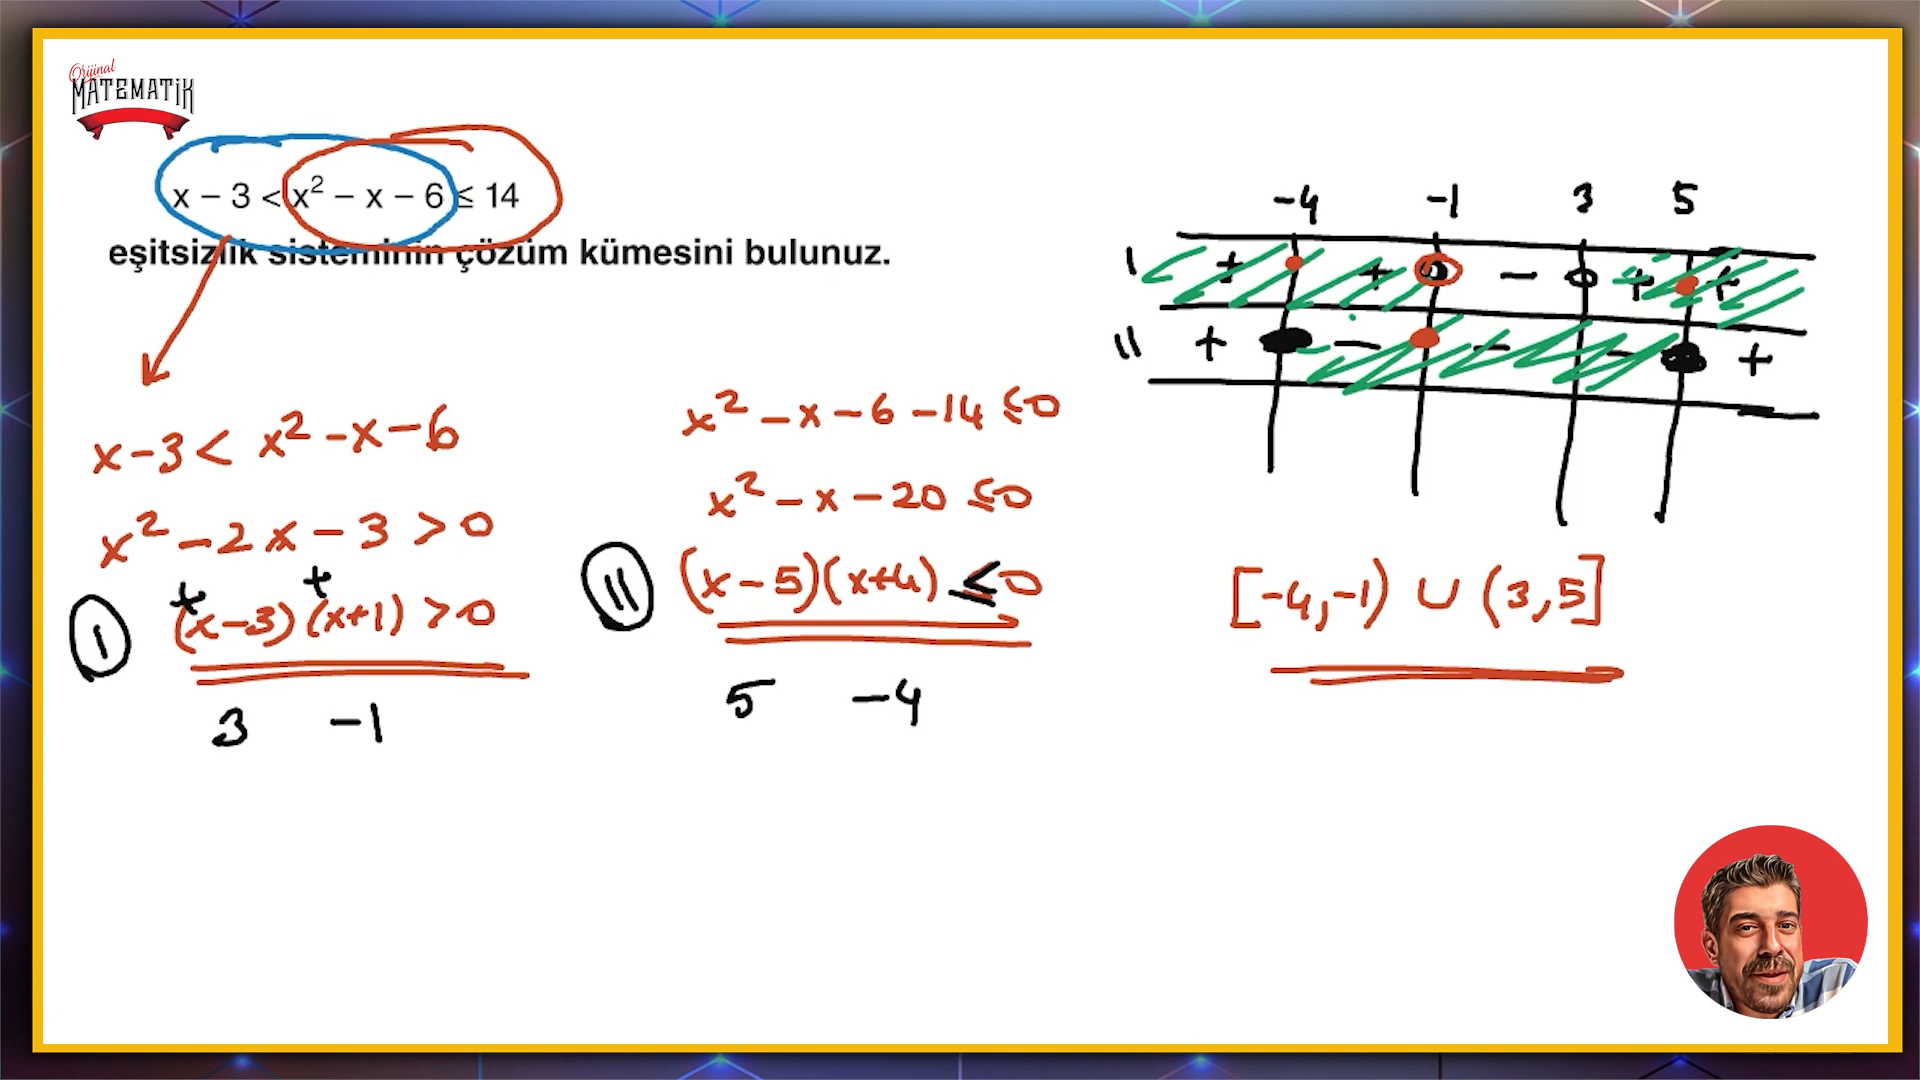 Orijinal
MATEMATİK
x – 3 < x² – x – 6 ≤ 14
eşitsizlik sisteminin çözüm kümesini bulunuz.
x-3 < x² -x-6
x² -2x-3 >0
+ +
I (x-3)(x+1) >0
3 -1
x² -x-6-14 ≤0
x² -x-20 ≤0
II (x-5)(x+4) ≤0
5 -4
-4 -1 3 5
I + + - + +
II + - - - +
[-4,-1) ∪ (3,5]